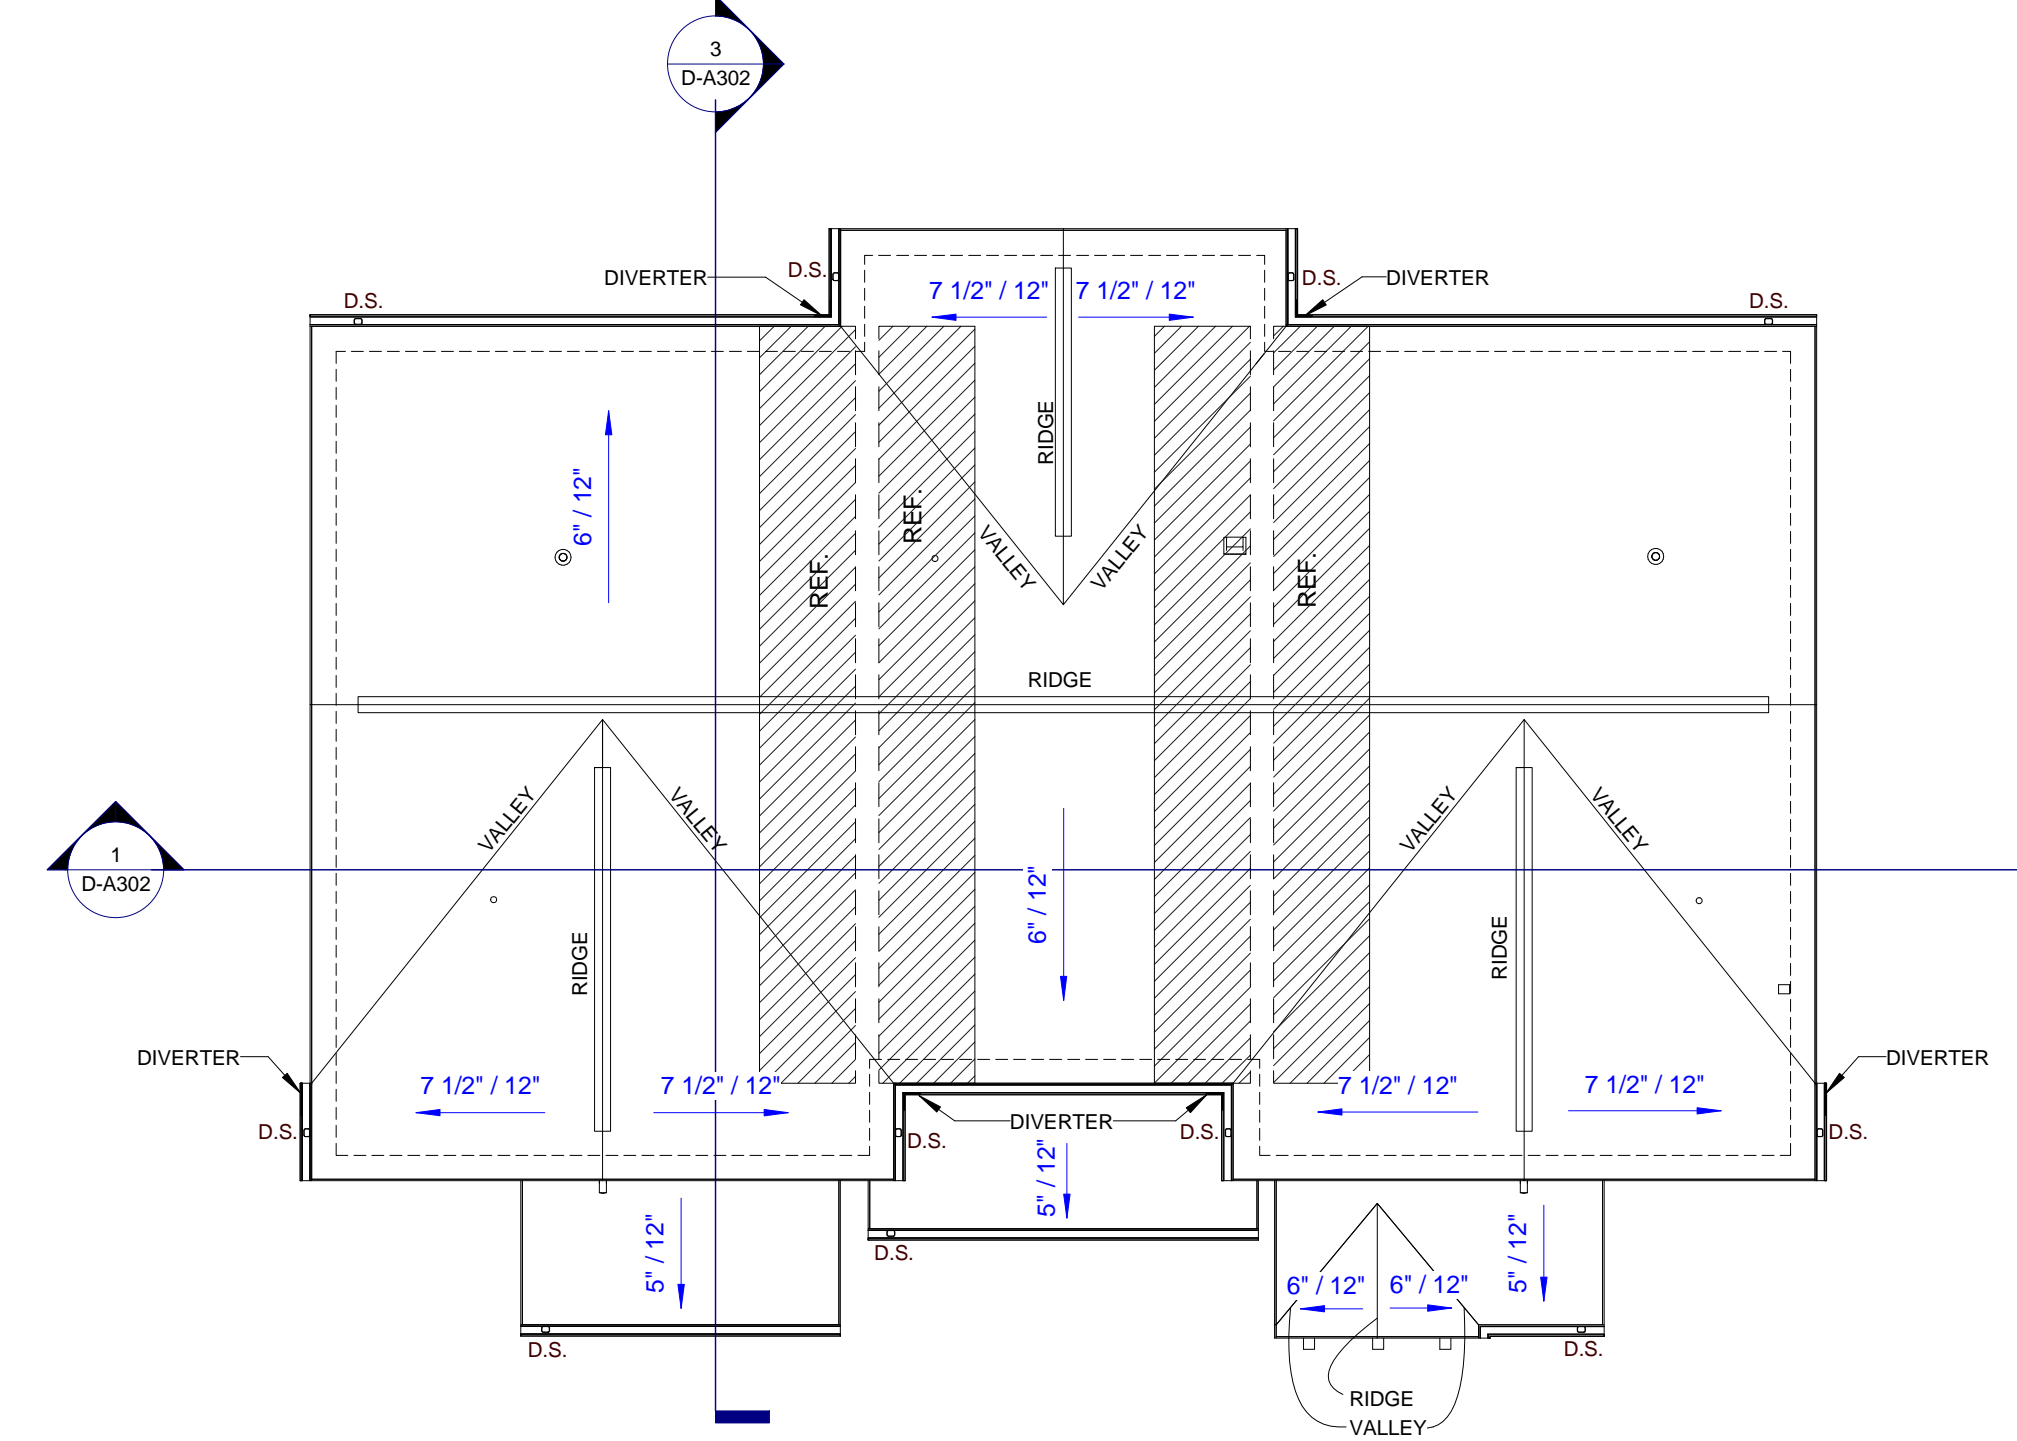 3
D-A302
DIVERTER
D.S.
D.S.
DIVERTER
D.S.
D.S.
7 1/2" / 12"
7 1/2" / 12"
RIDGE
6" / 12"
REF.
REF.
VALLEY
VALLEY
REF.
RIDGE
VALLEY
VALLEY
VALLEY
VALLEY
1
D-A302
6" / 12"
RIDGE
RIDGE
DIVERTER
DIVERTER
7 1/2" / 12"
7 1/2" / 12"
7 1/2" / 12"
7 1/2" / 12"
D.S.
D.S.
DIVERTER
D.S.
D.S.
5" / 12"
5" / 12"
D.S.
5" / 12"
6" / 12"
6" / 12"
D.S.
D.S.
RIDGE
VALLEY